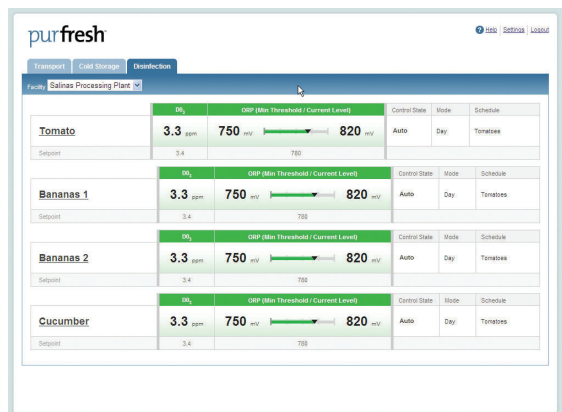 purfresh
Help | Settings | Logout
Transport Cold Storage Disinfection
Facility Salinas Processing Plant
D0₃ ORP (Min Threshold / Current Level) Control State Mode Schedule
Tomato 3.3 ppm 750 mV 820 mV Auto Day Tomatoes
Setpoint 3.4 780
D0₃ ORP (Min Threshold / Current Level) Control State Mode Schedule
Bananas 1 3.3 ppm 750 mV 820 mV Auto Day Tomatoes
Setpoint 3.4 780
D0₃ ORP (Min Threshold / Current Level) Control State Mode Schedule
Bananas 2 3.3 ppm 750 mV 820 mV Auto Day Tomatoes
Setpoint 3.4 780
D0₃ ORP (Min Threshold / Current Level) Control State Mode Schedule
Cucumber 3.3 ppm 750 mV 820 mV Auto Day Tomatoes
Setpoint 3.4 780